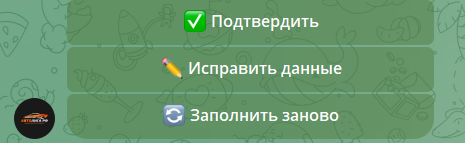 ✅ Подтвердить
✏️ Исправить данные
🔄 Заполнить заново